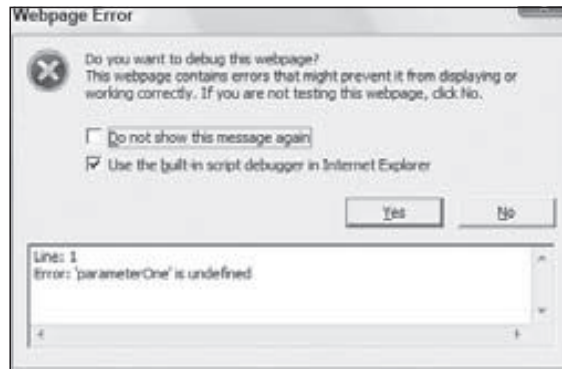 Webpage Error
Do you want to debug this webpage?
This webpage contains errors that might prevent it from displaying or
working correctly. If you are not testing this webpage, click No.
Do not show this message again
Use the built-in script debugger in Internet Explorer
Yes No
Line: 1
Error: 'parameterOne' is undefined